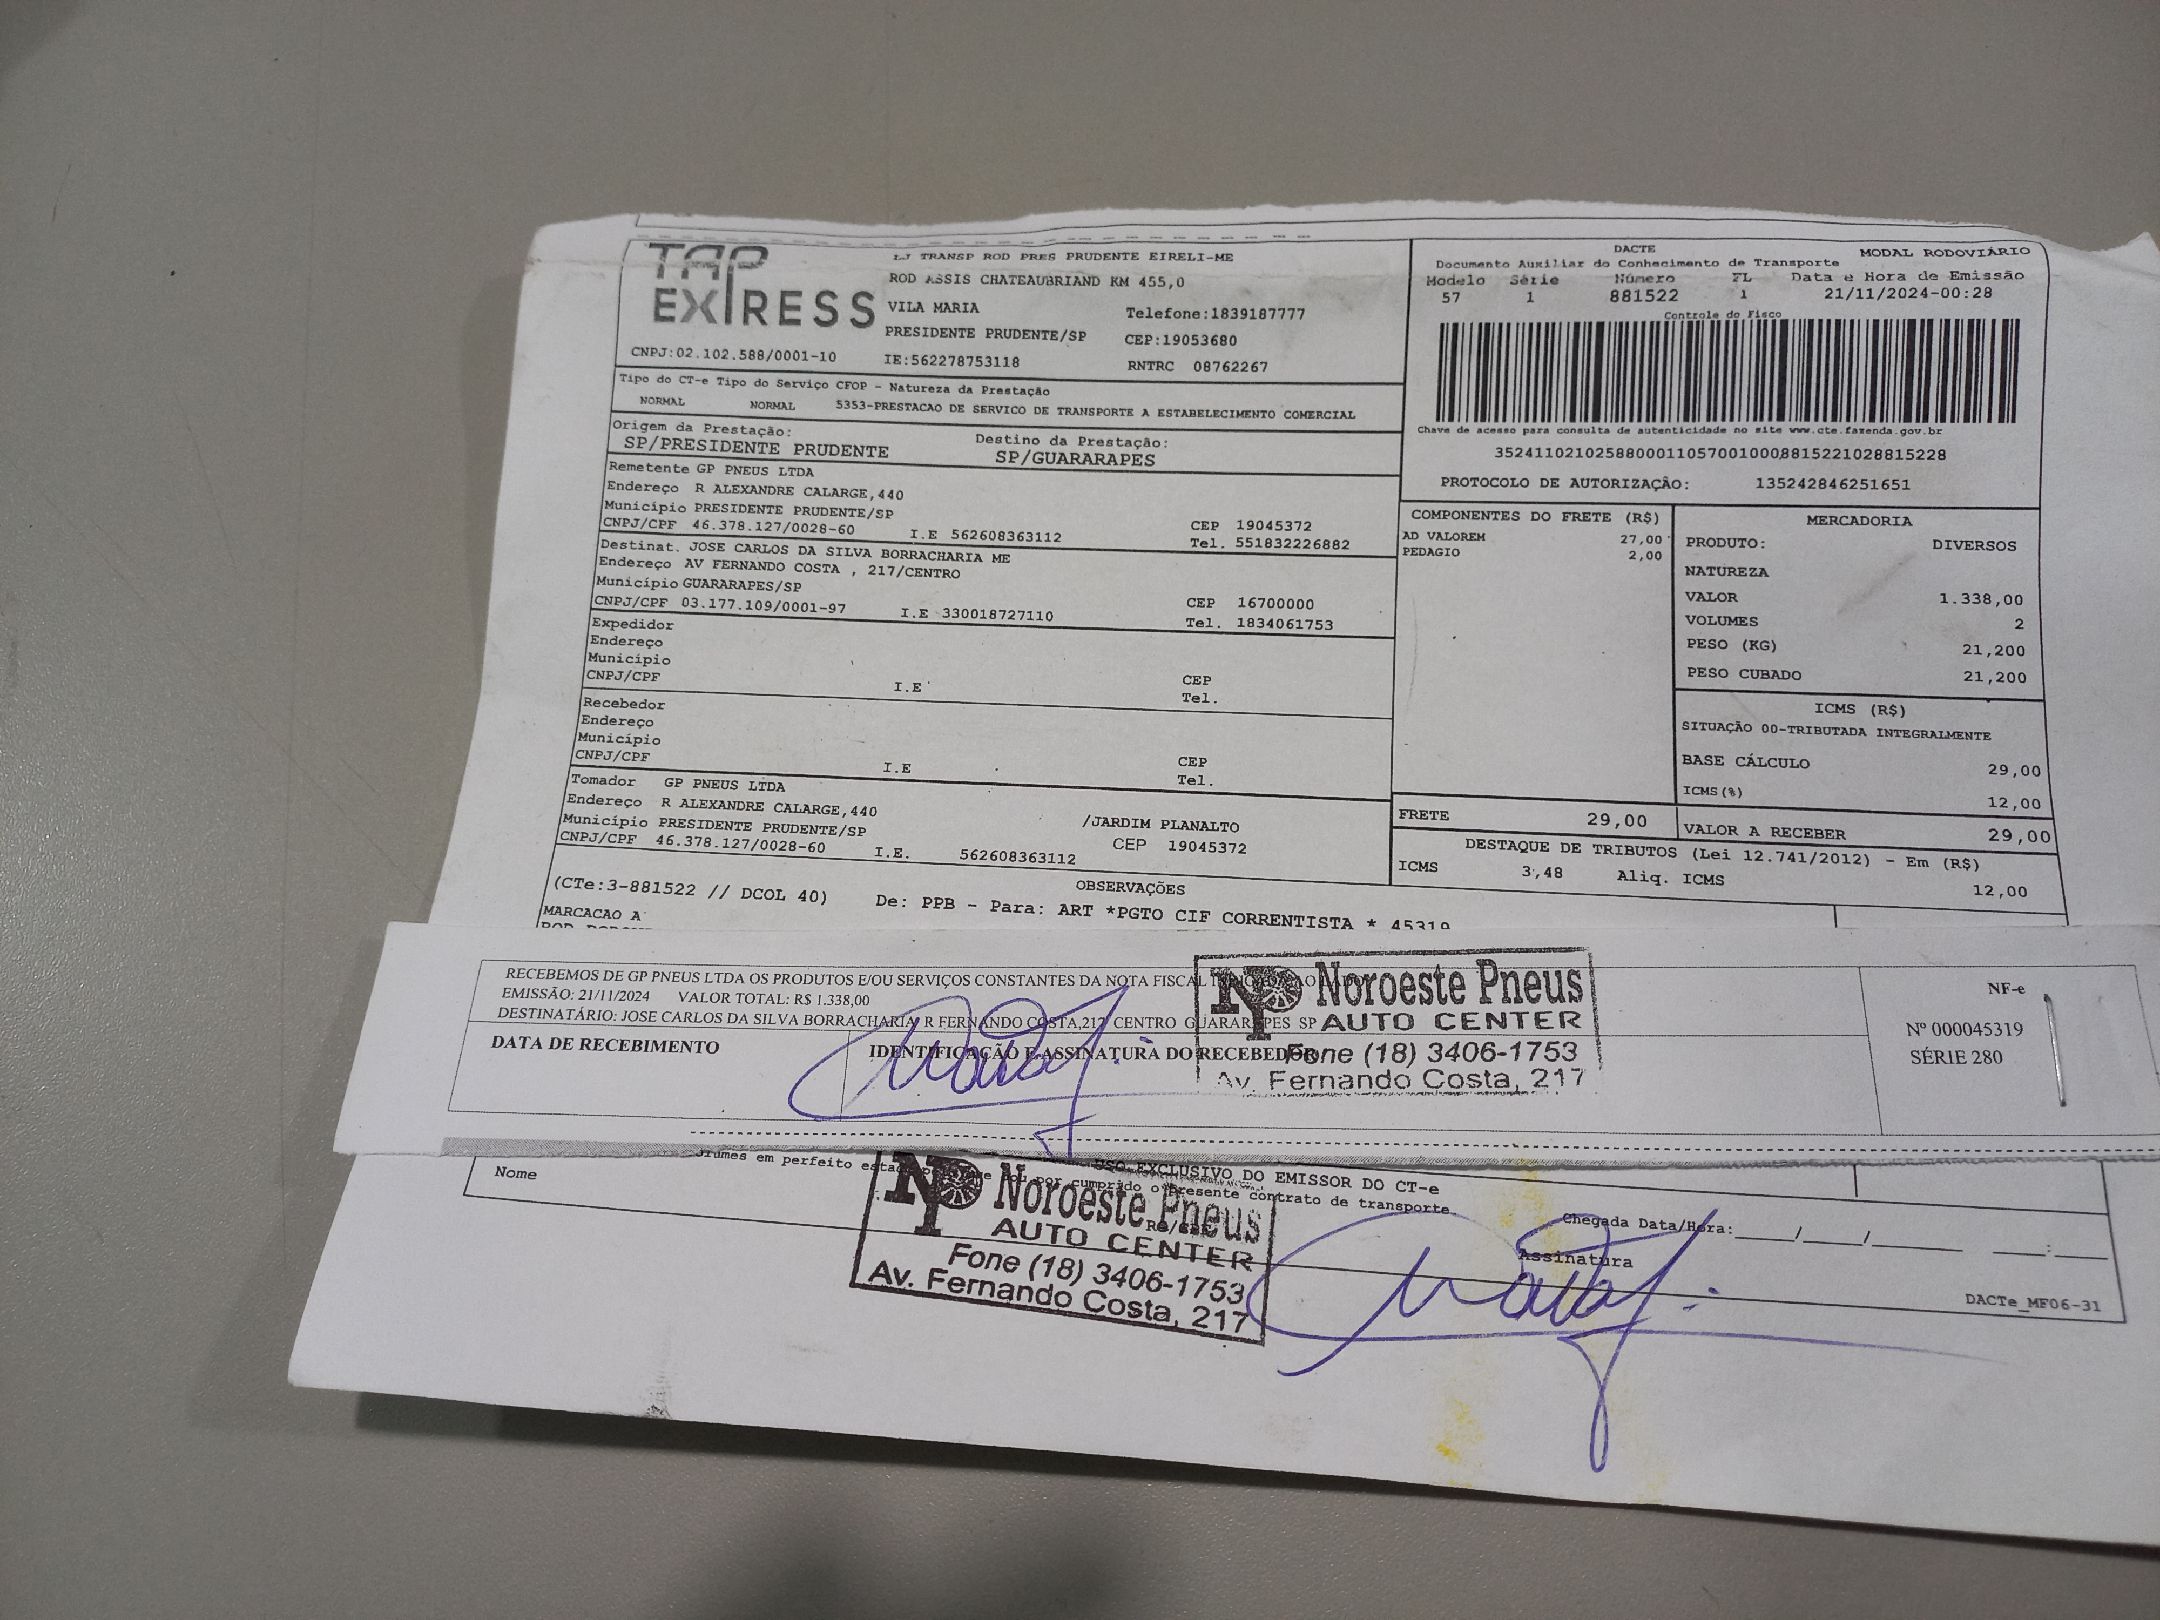 TAP EXPRESS
LJ TRANSP ROD PRES PRUDENTE EIRELI-ME
ROD ASSIS CHATEAUBRIAND KM 455,0
VILA MARIA Telefone:1839187777
PRESIDENTE PRUDENTE/SP CEP:19053680
CNPJ:02.102.588/0001-10 IE:562278753118 RNTRC 08762267
DACTE MODAL RODOVIÁRIO
Documento Auxiliar do Conhecimento de Transporte
Modelo Série Número FL Data e Hora de Emissão
57 1 881522 1 21/11/2024-00:28
Controle do Fisco
Chave de acesso para consulta de autenticidade no site www.cte.fazenda.gov.br
35241102102588000110570010008815221028815228
PROTOCOLO DE AUTORIZAÇÃO: 135242846251651
Tipo do CT-e Tipo do Serviço CFOP - Natureza da Prestação
NORMAL NORMAL 5353-PRESTACAO DE SERVICO DE TRANSPORTE A ESTABELECIMENTO COMERCIAL
Origem da Prestação: Destino da Prestação:
SP/PRESIDENTE PRUDENTE SP/GUARARAPES
Remetente GP PNEUS LTDA
Endereço R ALEXANDRE CALARGE,440
Município PRESIDENTE PRUDENTE/SP CEP 19045372
CNPJ/CPF 46.378.127/0028-60 I.E 562608363112 Tel. 551832226882
Destinat. JOSE CARLOS DA SILVA BORRACHARIA ME
Endereço AV FERNANDO COSTA , 217/CENTRO
Município GUARARAPES/SP CEP 16700000
CNPJ/CPF 03.177.109/0001-97 I.E 330018727110 Tel. 1834061753
Expedidor
Endereço
Município CEP
CNPJ/CPF I.E Tel.
Recebedor
Endereço
Município CEP
CNPJ/CPF I.E Tel.
Tomador GP PNEUS LTDA
Endereço R ALEXANDRE CALARGE,440 /JARDIM PLANALTO
Município PRESIDENTE PRUDENTE/SP CEP 19045372
CNPJ/CPF 46.378.127/0028-60 I.E. 562608363112
COMPONENTES DO FRETE (R$)
AD VALOREM 27,00
PEDAGIO 2,00
MERCADORIA
PRODUTO: DIVERSOS
NATUREZA
VALOR 1.338,00
VOLUMES 2
PESO (KG) 21,200
PESO CUBADO 21,200
ICMS (R$)
SITUAÇÃO 00-TRIBUTADA INTEGRALMENTE
BASE CÁLCULO 29,00
ICMS(%) 12,00
FRETE 29,00 VALOR A RECEBER 29,00
DESTAQUE DE TRIBUTOS (Lei 12.741/2012) - Em (R$)
ICMS 3,48 Aliq. ICMS 12,00
OBSERVAÇÕES
(CTe:3-881522 // DCOL 40) De: PPB - Para: ART *PGTO CIF CORRENTISTA * 45319
MARCACAO A
RECEBEMOS DE GP PNEUS LTDA OS PRODUTOS E/OU SERVIÇOS CONSTANTES DA NOTA FISCAL
EMISSÃO: 21/11/2024 VALOR TOTAL: R$ 1.338,00
DESTINATÁRIO: JOSE CARLOS DA SILVA BORRACHARIA R FERNANDO COSTA,217 CENTRO GUARARAPES SP
DATA DE RECEBIMENTO IDENTIFICAÇÃO E ASSINATURA DO RECEBEDOR
NP Noroeste Pneus
AUTO CENTER
Fone (18) 3406-1753
Av. Fernando Costa, 217
NF-e
Nº 000045319
SÉRIE 280
USO EXCLUSIVO DO EMISSOR DO CT-e
em perfeito por cumprido o presente contrato de transporte
Nome RG/CPF
Chegada Data/Hora:____/____/______ ____:____
Assinatura
NP Noroeste Pneus
AUTO CENTER
Fone (18) 3406-1753
Av. Fernando Costa, 217
DACTe_MF06-31